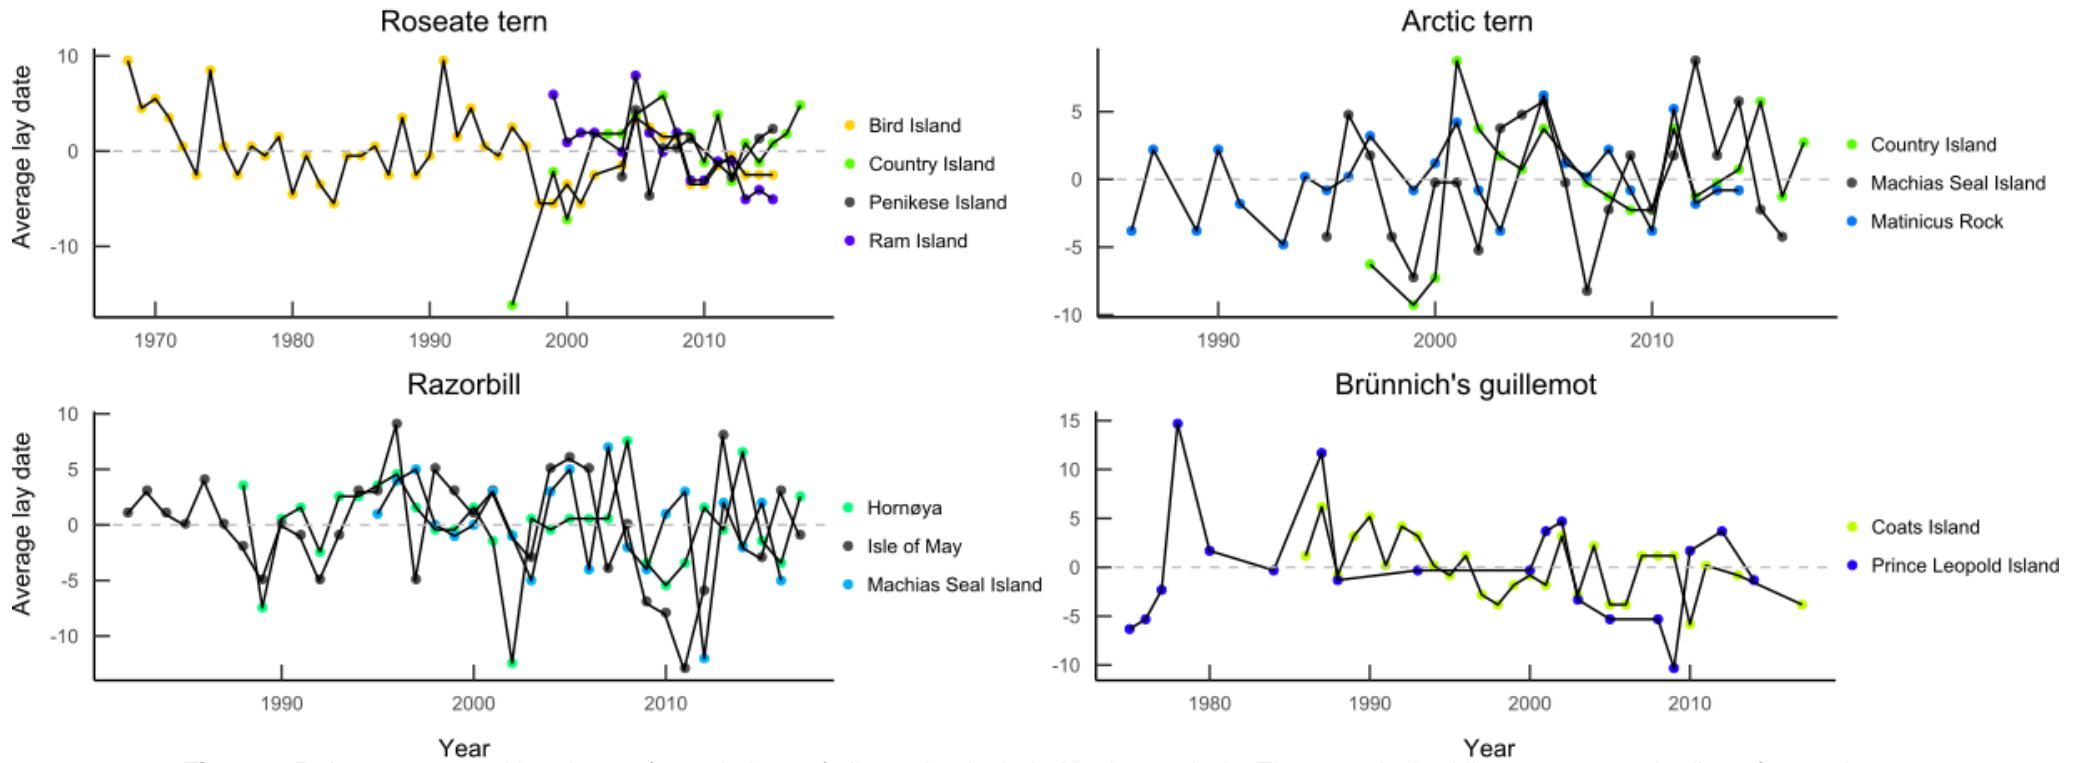 Roseate tern
Average lay date
10
0
-10
1970
1980
1990
2000
2010
Bird Island
Country Island
Penikese Island
Ram Island
Arctic tern
5
0
-5
-10
1990
2000
2010
Country Island
Machias Seal Island
Matinicus Rock
Razorbill
Average lay date
10
5
0
-5
-10
1990
2000
2010
Year
Hornøya
Isle of May
Machias Seal Island
Brünnich's guillemot
15
10
5
0
-5
-10
1980
1990
2000
2010
Year
Coats Island
Prince Leopold Island